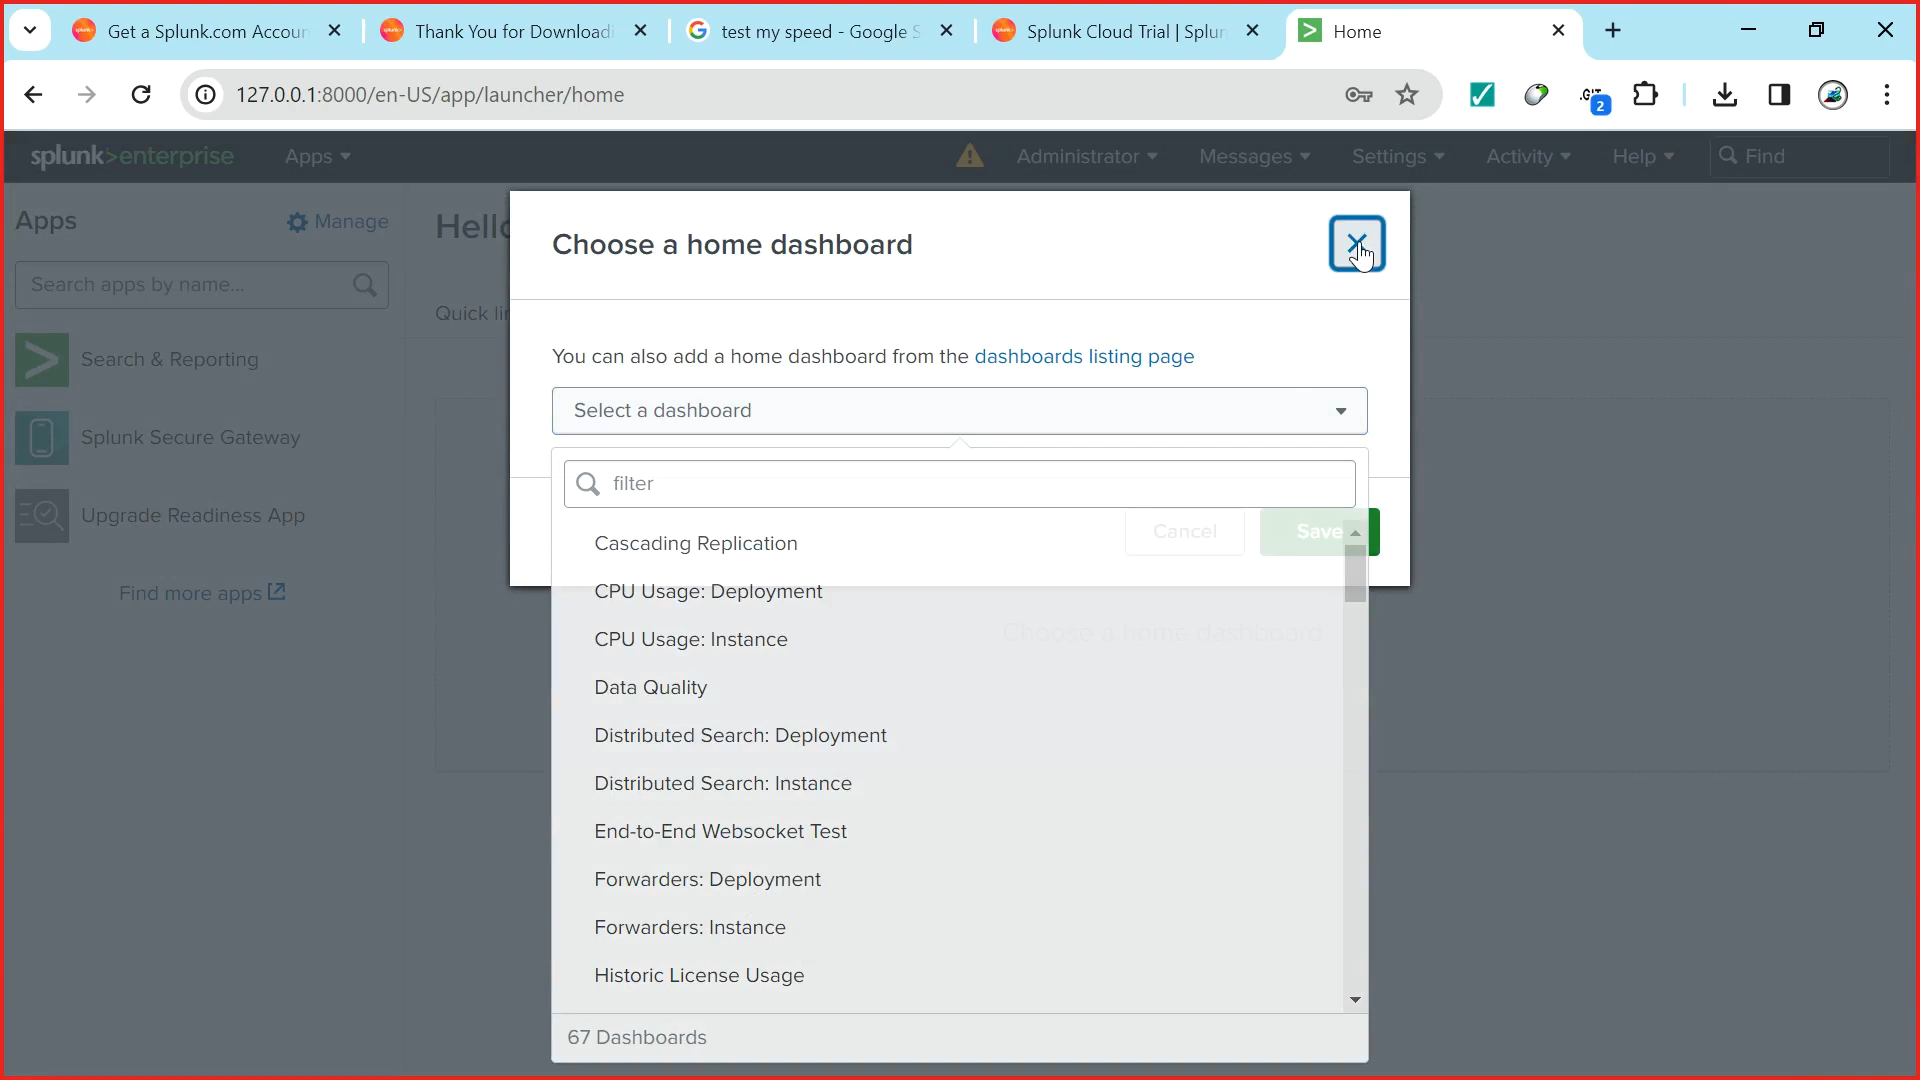 Get a Splunk.com Accoun
Thank You for Downloadi
test my speed - Google S
Splunk Cloud Trial | Splun
Home
127.0.0.1:8000/en-US/app/launcher/home
.GIT
2
splunk>enterprise
Apps
Administrator
Messages
Settings
Activity
Help
Find
Apps
Manage
Hello
Quick lin
Search apps by name...
Search & Reporting
Splunk Secure Gateway
Upgrade Readiness App
Find more apps
Choose a home dashboard
You can also add a home dashboard from the dashboards listing page
Select a dashboard
filter
Cancel
Save
Cascading Replication
CPU Usage: Deployment
CPU Usage: Instance
Choose a home dashboard
Data Quality
Distributed Search: Deployment
Distributed Search: Instance
End-to-End Websocket Test
Forwarders: Deployment
Forwarders: Instance
Historic License Usage
67 Dashboards